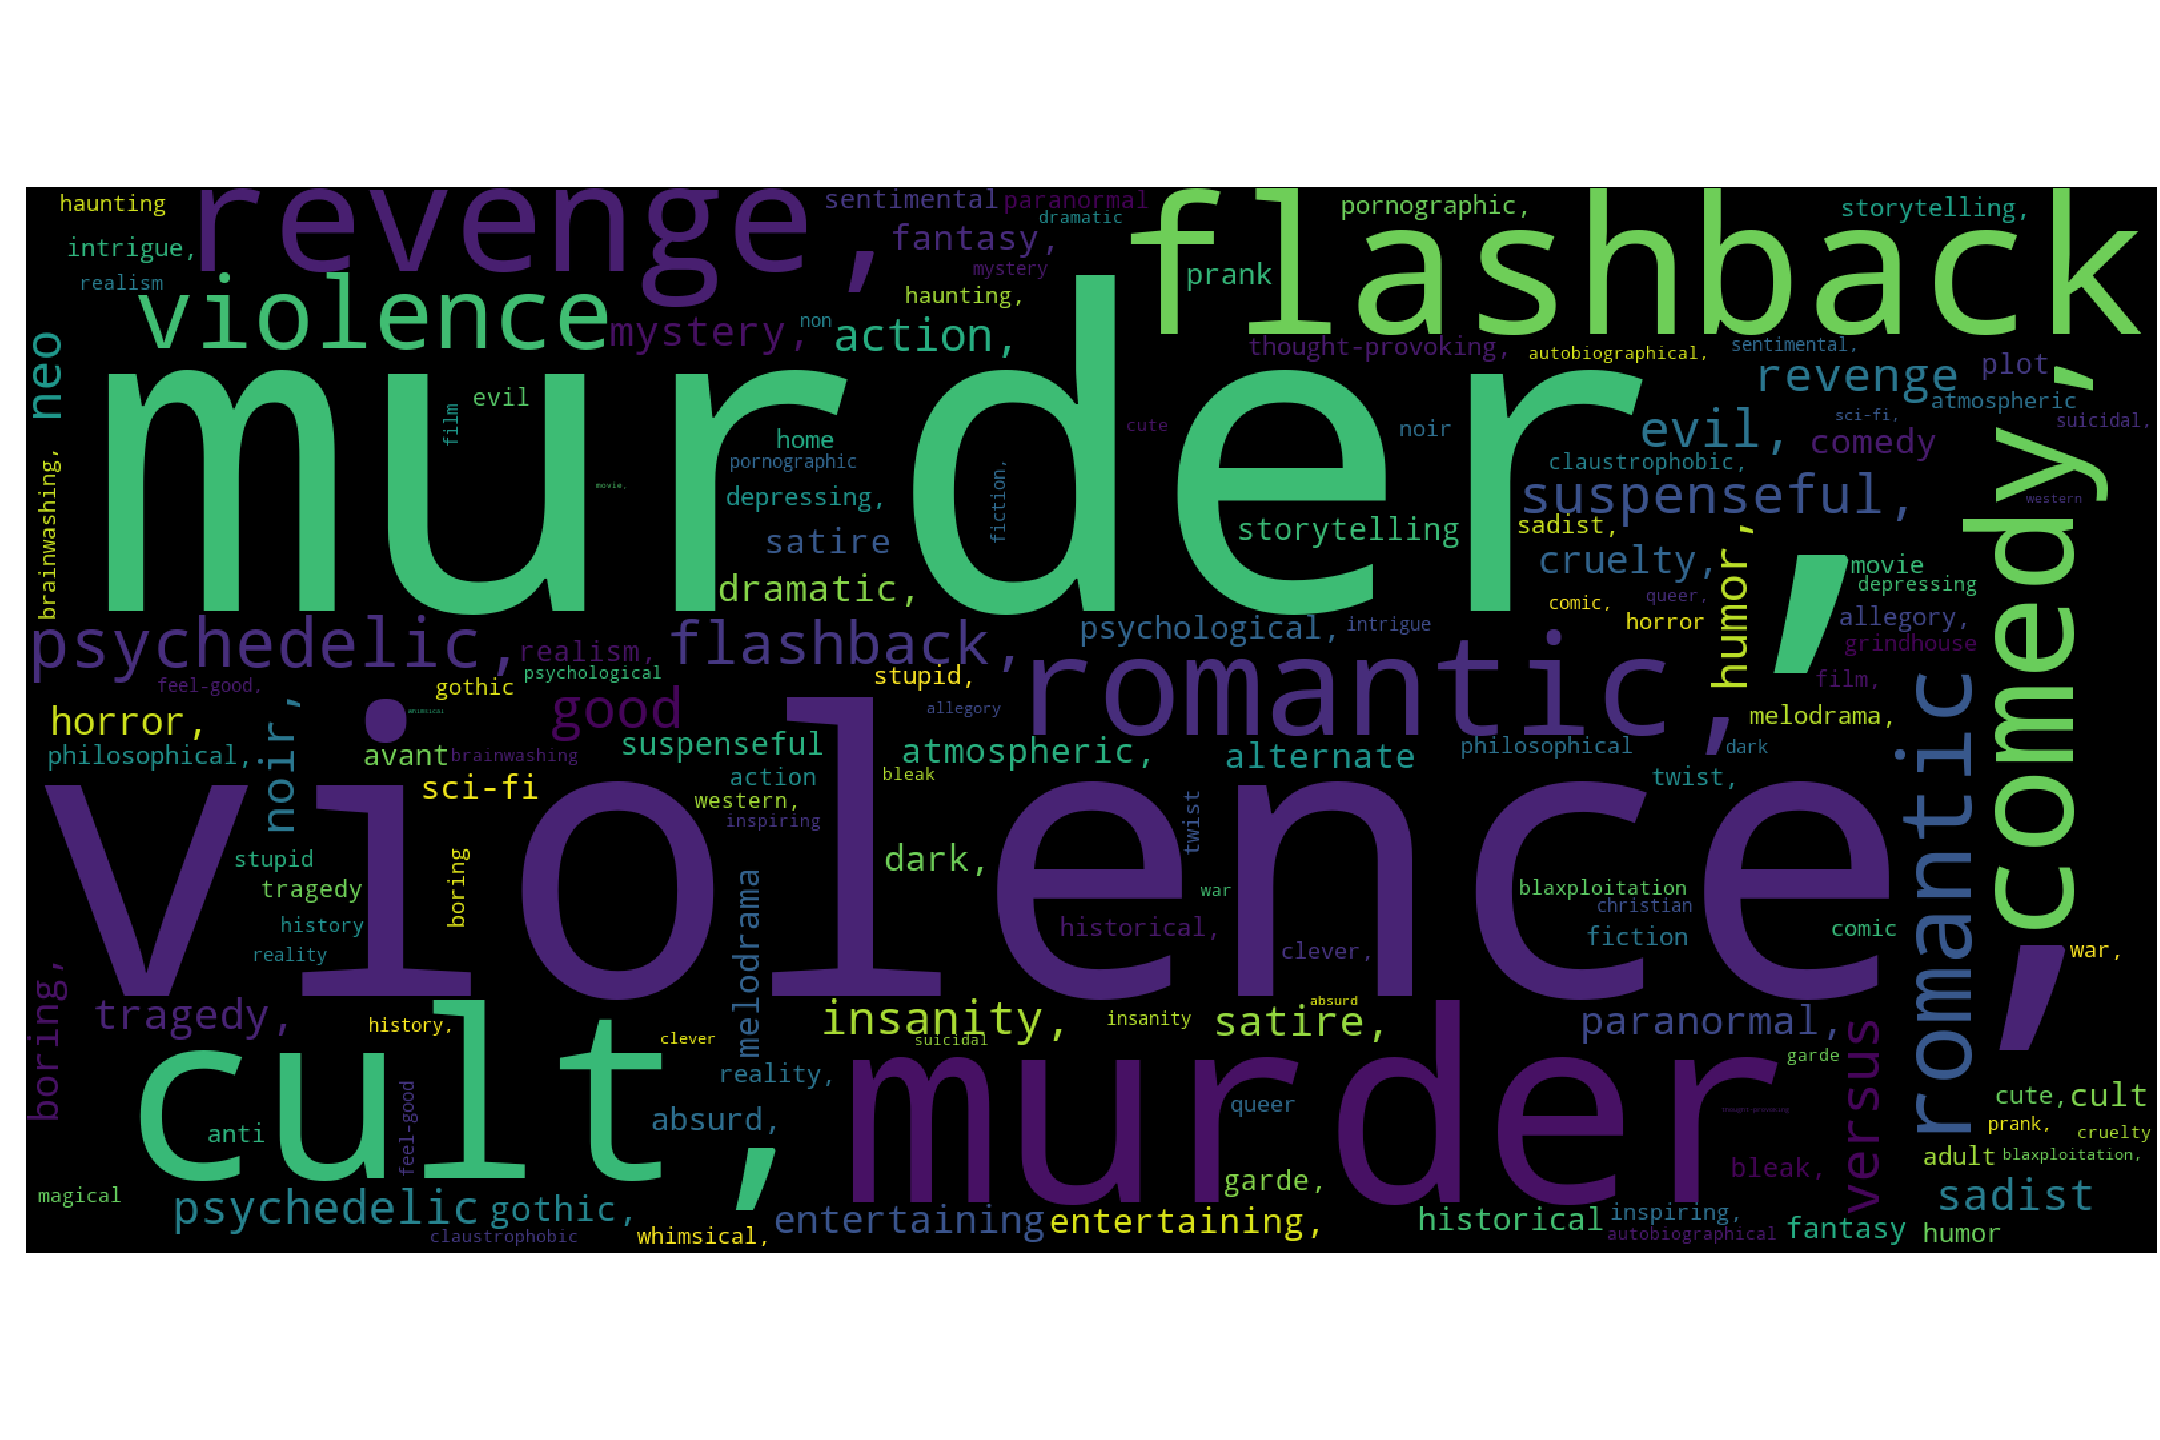 haunting
revenge,
sentimental
paranormal
dramatic
flashback
pornographic,
storytelling,
intrigue,
fantasy,
mystery
prank
realism
haunting,
violence
mystery,
non
action,
thought-provoking,
autobiographical,
sentimental,
plot
neo
murder,
evil
film
cute
noir
revenge
atmospheric
sci-fi,
suicidal,
home
pornographic
evil,
comedy
claustrophobic,
brainwashing,
movie,
depressing,
fiction,
suspenseful,
western
comedy,
satire
storytelling
sadist,
humor,
cruelty,
movie
depressing
dramatic,
comic,
queer,
allegory,
psychedelic,
realism,
flashback,
psychological,
intrigue
horror
grindhouse
feel-good,
gothic
psychological
stupid,
romantic,
film,
horror,
noir,
whimsical
good
allegory
melodrama,
romantic
philosophical,
avant
brainwashing
suspenseful
atmospheric,
alternate
philosophical
dark
sci-fi
action
bleak
twist,
violence,
western,
inspiring
twist
stupid
boring
dark,
tragedy
melodrama
war
blaxploitation
christian
history
historical,
fiction
comic
reality
clever,
war,
boring,
tragedy,
history,
cult,
clever
insanity,
suicidal
insanity
satire,
absurd
paranormal,
versus
murder
garde
reality,
absurd,
queer
thought-provoking
cute,
cult
anti
feel-good
prank,
cruelty
magical
psychedelic
gothic,
garde,
bleak,
adult
blaxploitation,
sadist
claustrophobic
whimsical,
entertaining
entertaining,
historical
inspiring,
autobiographical
fantasy
humor